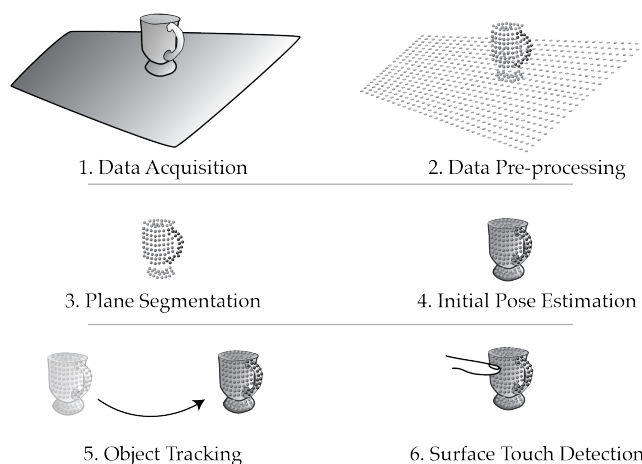 1. Data Acquisition
2. Data Pre-processing
3. Plane Segmentation
4. Initial Pose Estimation
5. Object Tracking
6. Surface Touch Detection